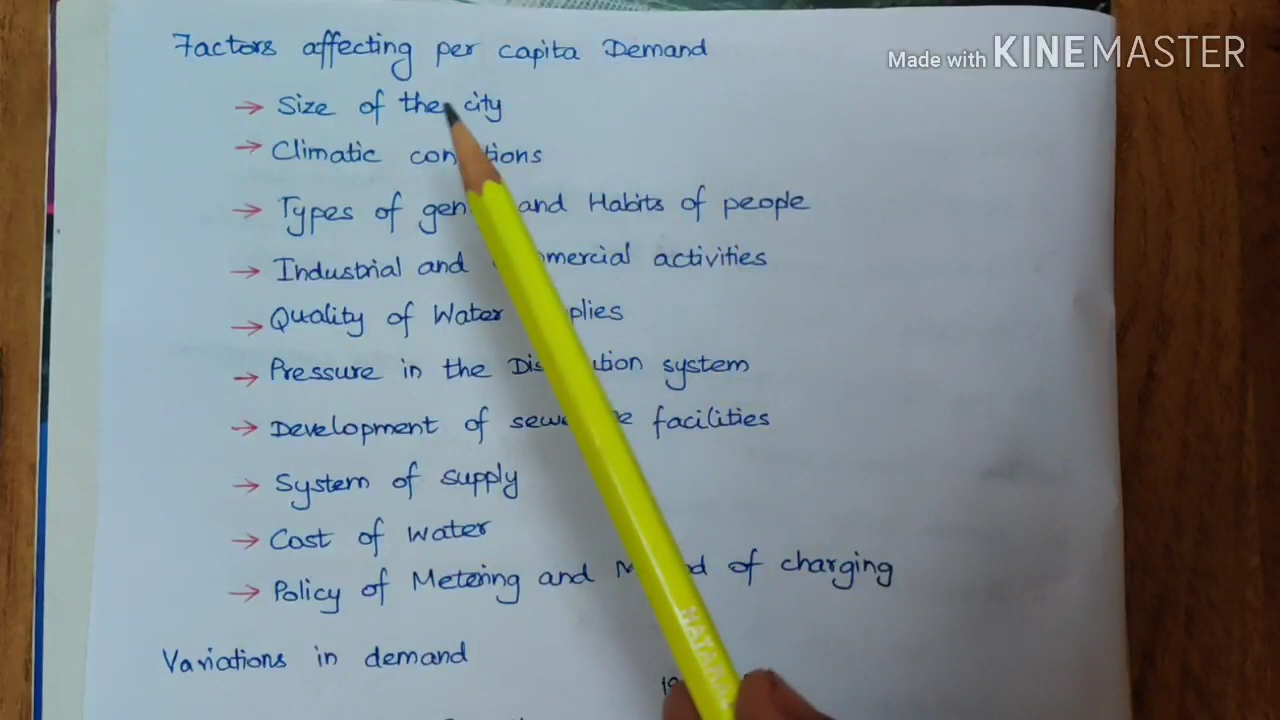 Factors affecting per capita Demand
Made with KINEMASTER
→ Size of the city
→ Climatic conditions
→ Types of gen and Habits of people
→ Industrial and mercial activities
→ Quality of Water plies
→ Pressure in the Dis ution system
→ Development of sew e facilities
→ System of supply
→ Cost of water
→ Policy of Metering and M d of charging
Variations in demand
HATARAJ